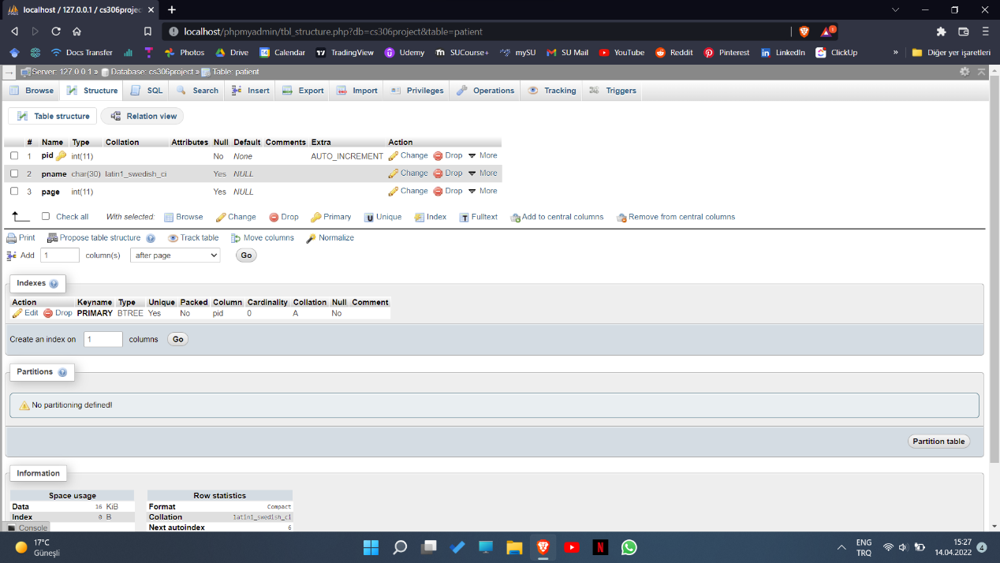 localhost / 127.0.0.1 / cs306projec
localhost/phpmyadmin/tbl_structure.php?db=cs306project&table=patient
1
Docs Transfer Photos Drive 14 Calendar Udemy SUCourse+ mySU SU Mail YouTube Reddit Pinterest LinkedIn ClickUp » Diğer yer işaretleri
TradingView
Server: 127.0.0.1 » Database: cs306project » Table: patient
Browse Structure SQL Search Insert Export Import Privileges Operations Tracking Triggers
Table structure Relation view
# Name Type Collation Attributes Null Default Comments Extra Action
1 pid int(11) No None AUTO_INCREMENT Change Drop More
2 pname char(30) latin1_swedish_ci Yes NULL Change Drop More
3 page int(11) Yes NULL Change Drop More
Check all With selected: Browse Change Drop Primary Unique Index Fulltext Add to central columns Remove from central columns
Print Propose table structure Track table Move columns Normalize
Add 1 column(s) after page Go
Indexes
Action Keyname Type Unique Packed Column Cardinality Collation Null Comment
Edit Drop PRIMARY BTREE Yes No pid 0 A No
Create an index on 1 columns Go
Partitions
No partitioning defined!
Partition table
Information
Space usage Row statistics
Data 16 KiB Format Compact
Index 0 B Collation latin1_swedish_ci
Console Next autoindex 6
17°C
Güneşli
ENG
TRQ
15:27
14.04.2022
4